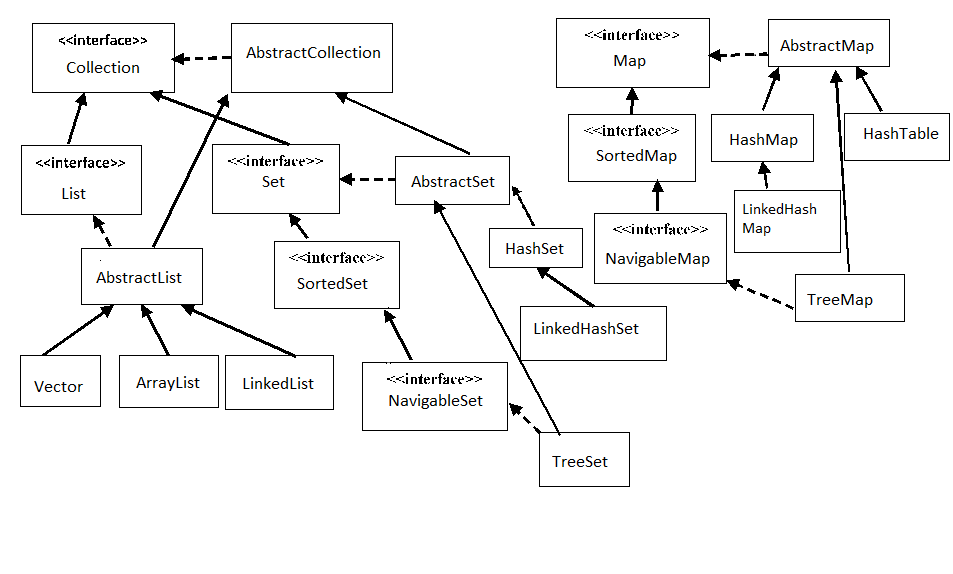 <<interface>>
Collection
AbstractCollection
<<interface>>
Map
AbstractMap
<<interface>>
List
<<interface>>
Set
AbstractSet
<<interface>>
SortedMap
HashMap
HashTable
AbstractList
<<interface>>
SortedSet
HashSet
<<interface>>
NavigableMap
LinkedHash
Map
TreeMap
LinkedHashSet
Vector
ArrayList
LinkedList
<<interface>>
NavigableSet
TreeSet